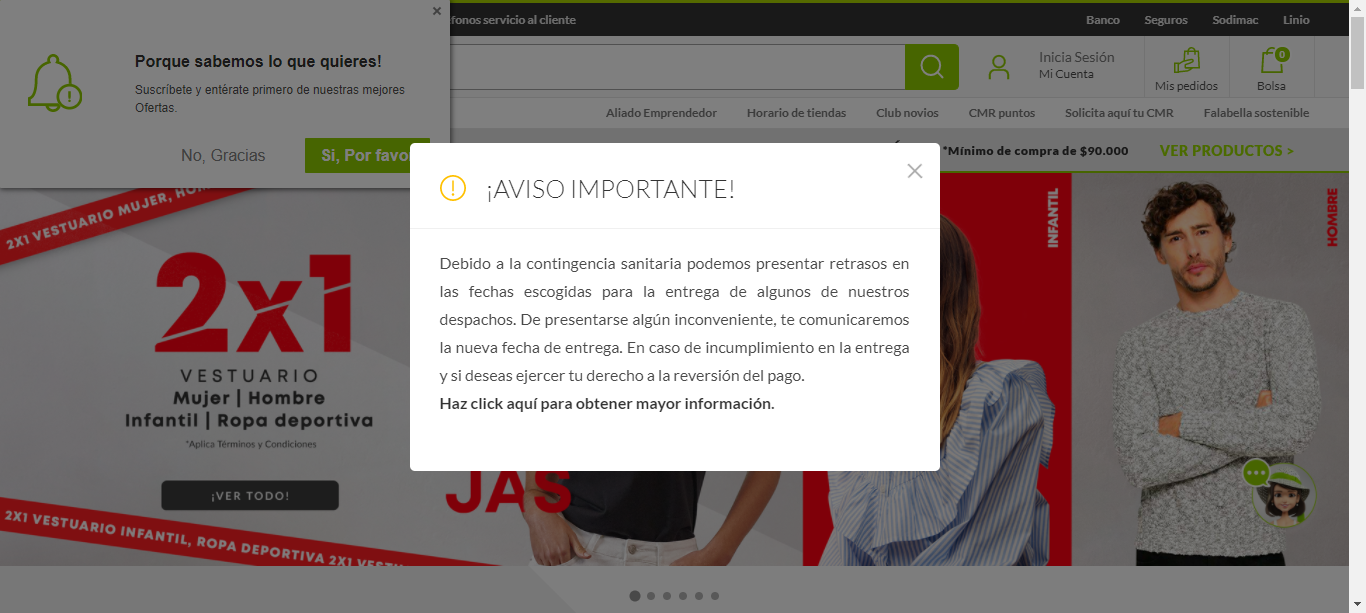 ×
éfonos servicio al cliente
Banco
Seguros
Sodimac
Linio
Porque sabemos lo que quieres!
Suscríbete y entérate primero de nuestras mejores
Ofertas.
No, Gracias
Si, Por favo
Inicia Sesión
Mi Cuenta
Mis pedidos
0
Bolsa
Aliado Emprendedor
Horario de tiendas
Club novios
CMR puntos
Solicita aquí tu CMR
Falabella sostenible
*Mínimo de compra de $90.000
VER PRODUCTOS >
¡AVISO IMPORTANTE!
Debido a la contingencia sanitaria podemos presentar retrasos en
las fechas escogidas para la entrega de algunos de nuestros
despachos. De presentarse algún inconveniente, te comunicaremos
la nueva fecha de entrega. En caso de incumplimiento en la entrega
y si deseas ejercer tu derecho a la reversión del pago.
Haz click aquí para obtener mayor información.
2X1 VESTUARIO MUJER, HO
2x1
VESTUARIO
Mujer | Hombre
Infantil | Ropa deportiva
*Aplica Términos y Condiciones
¡VER TODO!
2X1 VESTUARIO INFANTIL, ROPA DEPORTIVA 2X1 VEST
JAS
INFANTIL
HOMBRE